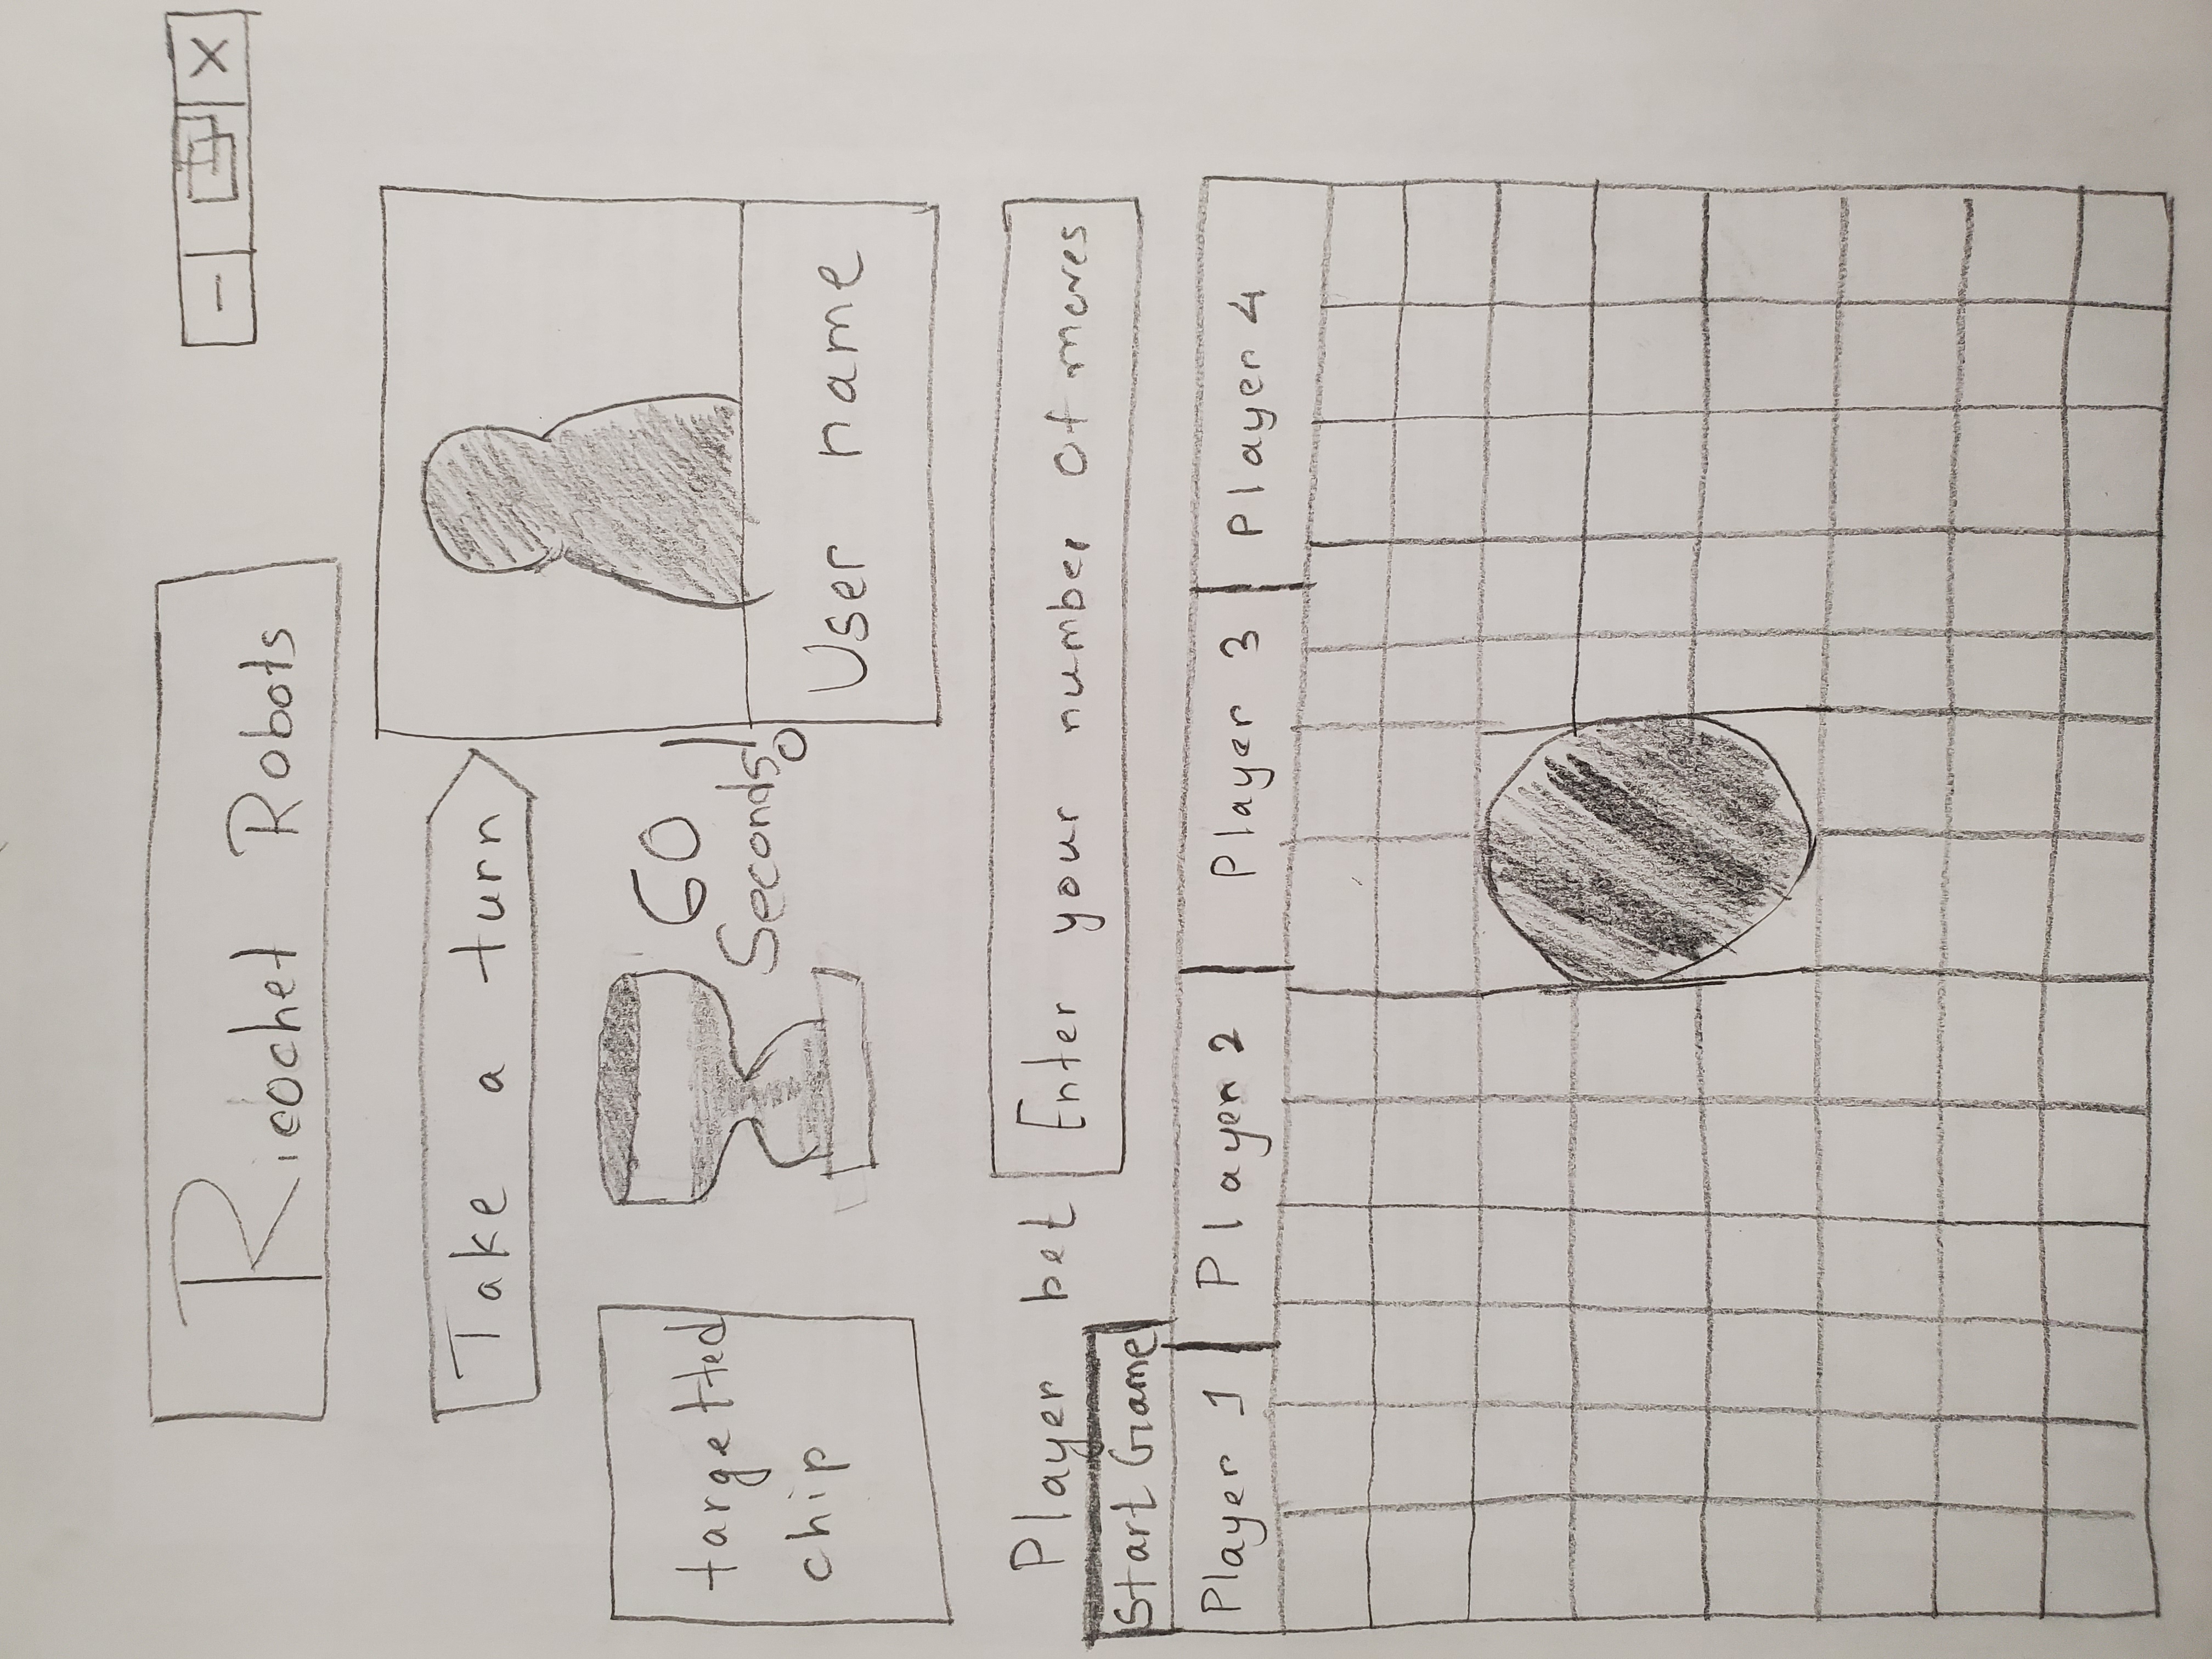 Ricochet Robots
Take a turn
targetted
chip
60
Seconds!
User name
Player bet
Enter your number of moves
Start Game
Player 1
Player 2
Player 3
Player 4